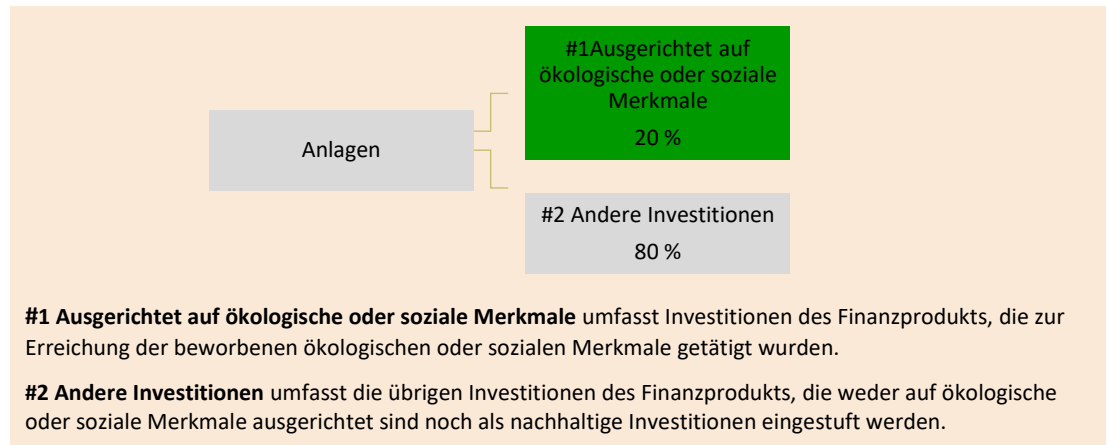 #1Ausgerichtet auf
ökologische oder soziale
Merkmale
20 %
Anlagen
#2 Andere Investitionen
80 %
#1 Ausgerichtet auf ökologische oder soziale Merkmale umfasst Investitionen des Finanzprodukts, die zur
Erreichung der beworbenen ökologischen oder sozialen Merkmale getätigt wurden.
#2 Andere Investitionen umfasst die übrigen Investitionen des Finanzprodukts, die weder auf ökologische
oder soziale Merkmale ausgerichtet sind noch als nachhaltige Investitionen eingestuft werden.